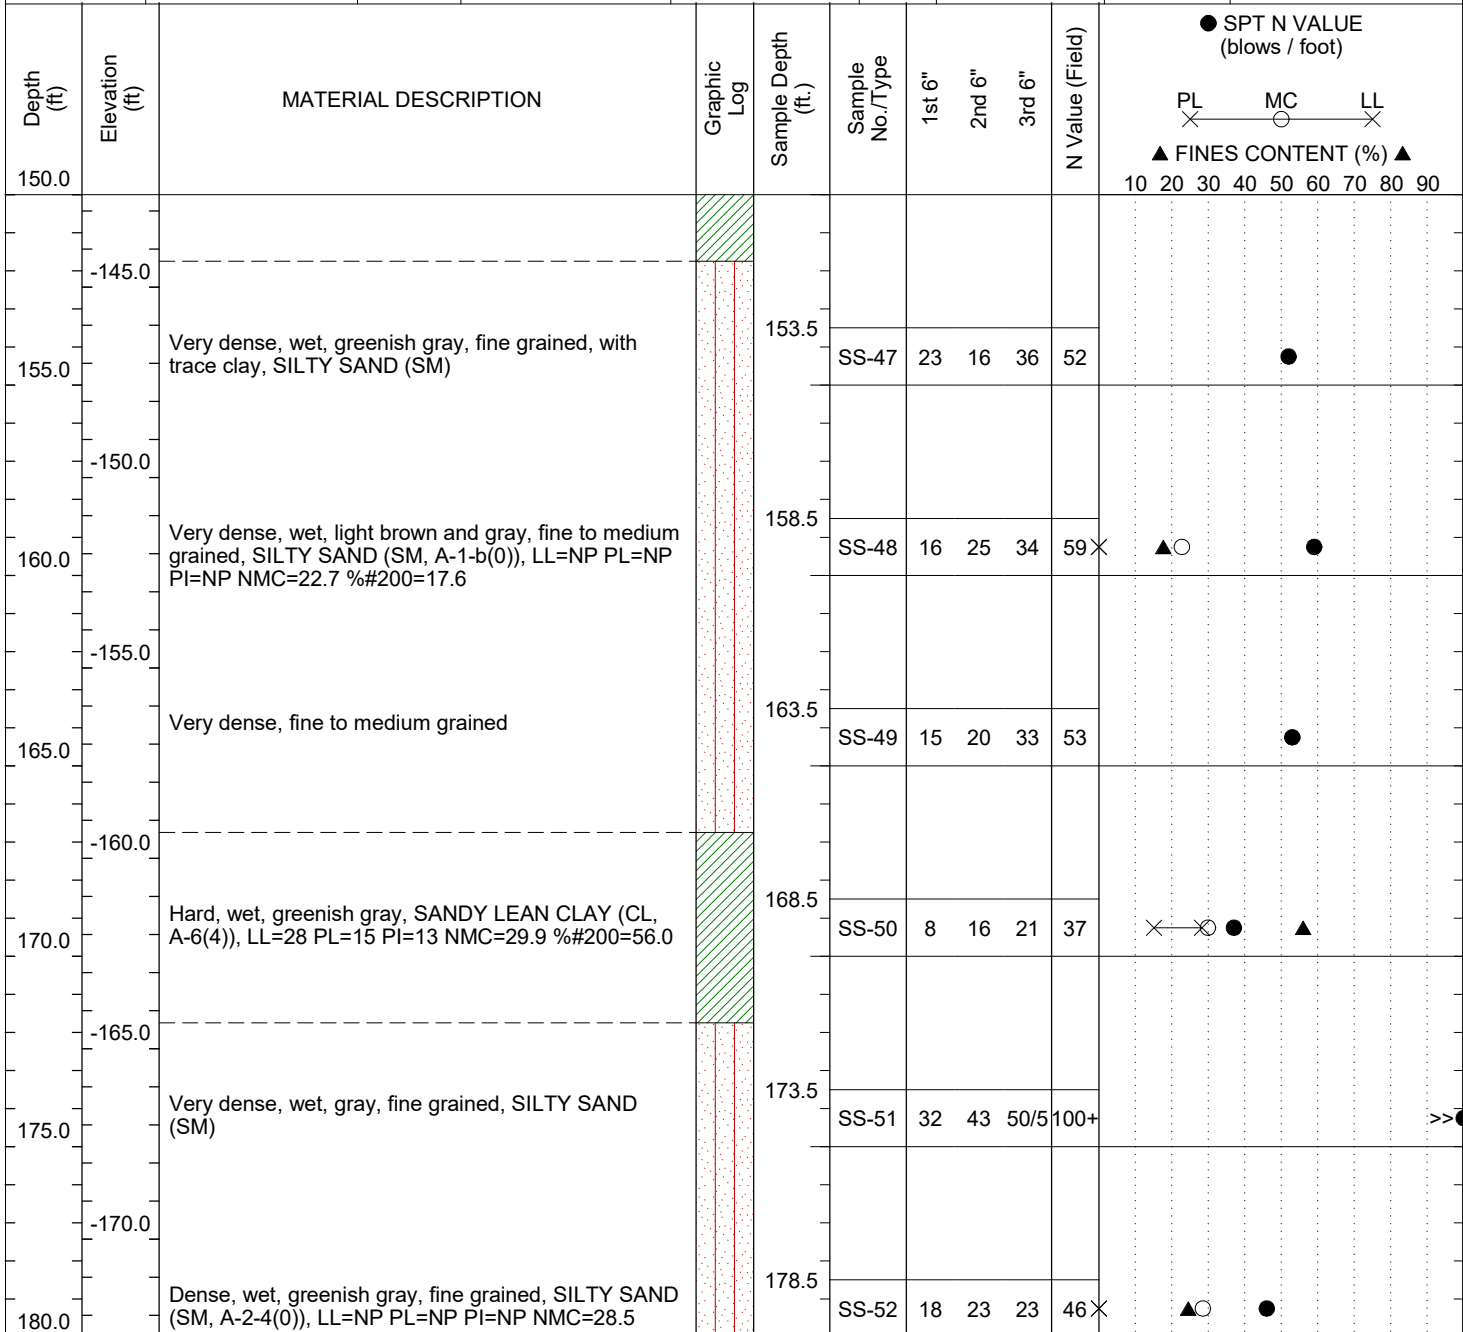 ● SPT N VALUE
(blows / foot)
Depth
(ft)
Elevation
(ft)
MATERIAL DESCRIPTION
Graphic
Log
Sample Depth
(ft.)
Sample
No./Type
1st 6"
2nd 6"
3rd 6"
N Value (Field)
PL MC LL
▲ FINES CONTENT (%) ▲
150.0
10 20 30 40 50 60 70 80 90
-145.0
153.5
Very dense, wet, greenish gray, fine grained, with
trace clay, SILTY SAND (SM)
155.0
SS-47 23 16 36 52
-150.0
158.5
Very dense, wet, light brown and gray, fine to medium
grained, SILTY SAND (SM, A-1-b(0)), LL=NP PL=NP
PI=NP NMC=22.7 %#200=17.6
160.0
SS-48 16 25 34 59
-155.0
163.5
Very dense, fine to medium grained
165.0
SS-49 15 20 33 53
-160.0
168.5
Hard, wet, greenish gray, SANDY LEAN CLAY (CL,
A-6(4)), LL=28 PL=15 PI=13 NMC=29.9 %#200=56.0
170.0
SS-50 8 16 21 37
-165.0
173.5
Very dense, wet, gray, fine grained, SILTY SAND
(SM)
175.0
SS-51 32 43 50/5 100+ >>
-170.0
178.5
Dense, wet, greenish gray, fine grained, SILTY SAND
(SM, A-2-4(0)), LL=NP PL=NP PI=NP NMC=28.5
180.0
SS-52 18 23 23 46